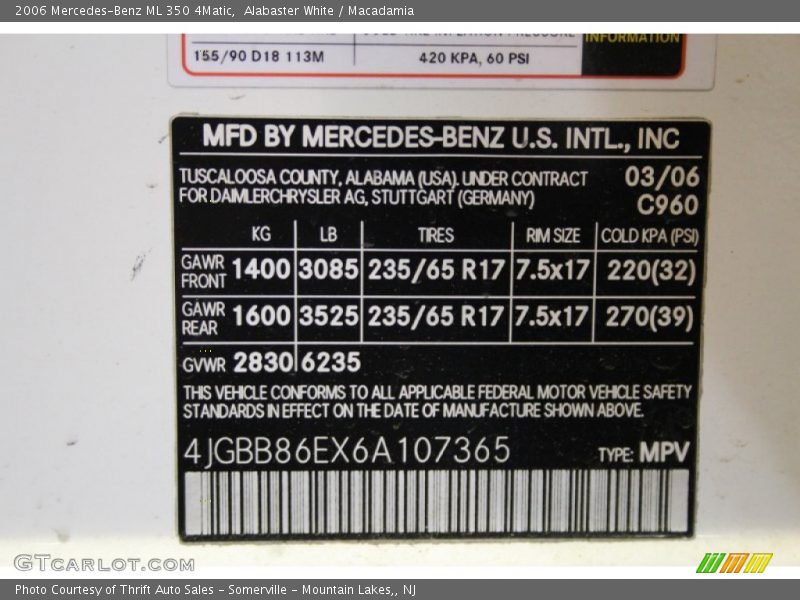 2006 Mercedes-Benz ML 350 4Matic, Alabaster White / Macadamia
INFORMATION
155/90 D18 113M 420 KPA, 60 PSI
MFD BY MERCEDES-BENZ U.S. INTL., INC
TUSCALOOSA COUNTY, ALABAMA (USA). UNDER CONTRACT 03/06
FOR DAIMLERCHRYSLER AG, STUTTGART (GERMANY) C960
KG LB TIRES RIM SIZE COLD KPA (PSI)
GAWR FRONT 1400 3085 235/65 R17 7.5x17 220(32)
GAWR REAR 1600 3525 235/65 R17 7.5x17 270(39)
GVWR 2830 6235
THIS VEHICLE CONFORMS TO ALL APPLICABLE FEDERAL MOTOR VEHICLE SAFETY
STANDARDS IN EFFECT ON THE DATE OF MANUFACTURE SHOWN ABOVE.
4JGBB86EX6A107365 TYPE: MPV
GTCARLOT.COM
Photo Courtesy of Thrift Auto Sales - Somerville - Mountain Lakes,, NJ